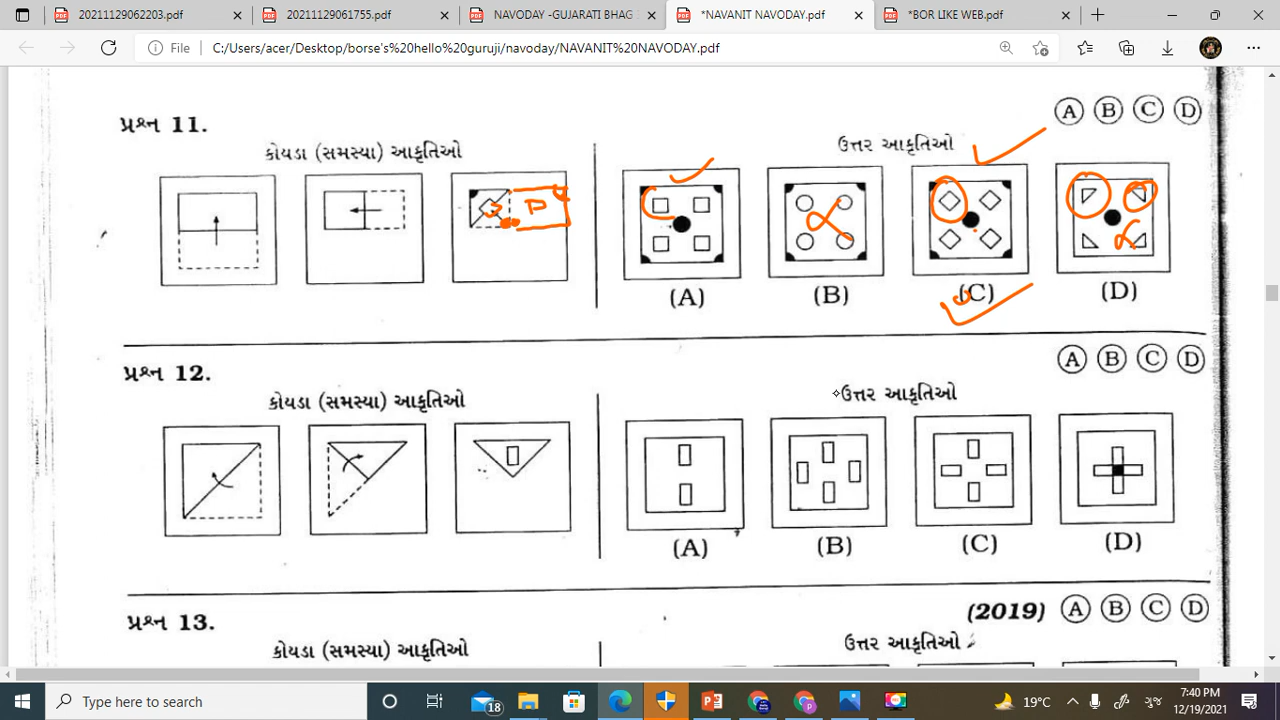 20211129062203.pdf
20211129061755.pdf
NAVODAY -GUJARATI BHAG
*NAVANIT NAVODAY.pdf
*BOR LIKE WEB.pdf
File C:/Users/acer/Desktop/borse's%20hello%20guruji/navoday/NAVANIT%20NAVODAY.pdf
A B C D
પ્રશ્ન 11.
કોયડા (સમસ્યા) આકૃતિઓ
ઉત્તર આકૃતિઓ
(A) (B) (C) (D)
A B C D
પ્રશ્ન 12.
કોયડા (સમસ્યા) આકૃતિઓ
ઉત્તર આકૃતિઓ
(A) (B) (C) (D)
(2019) A B C D
પ્રશ્ન 13.
કોયડા (સમસ્યા) આકૃતિઓ
ઉત્તર આકૃતિઓ
Type here to search
18
19°C
ગુ
7:40 PM
12/19/2021